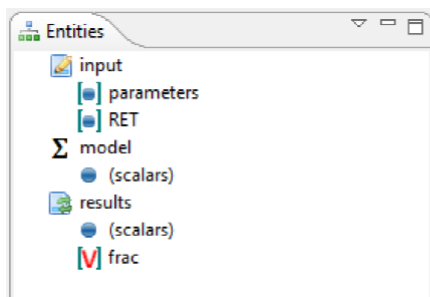 Entities
input
parameters
RET
Σ model
(scalars)
results
(scalars)
[V] frac